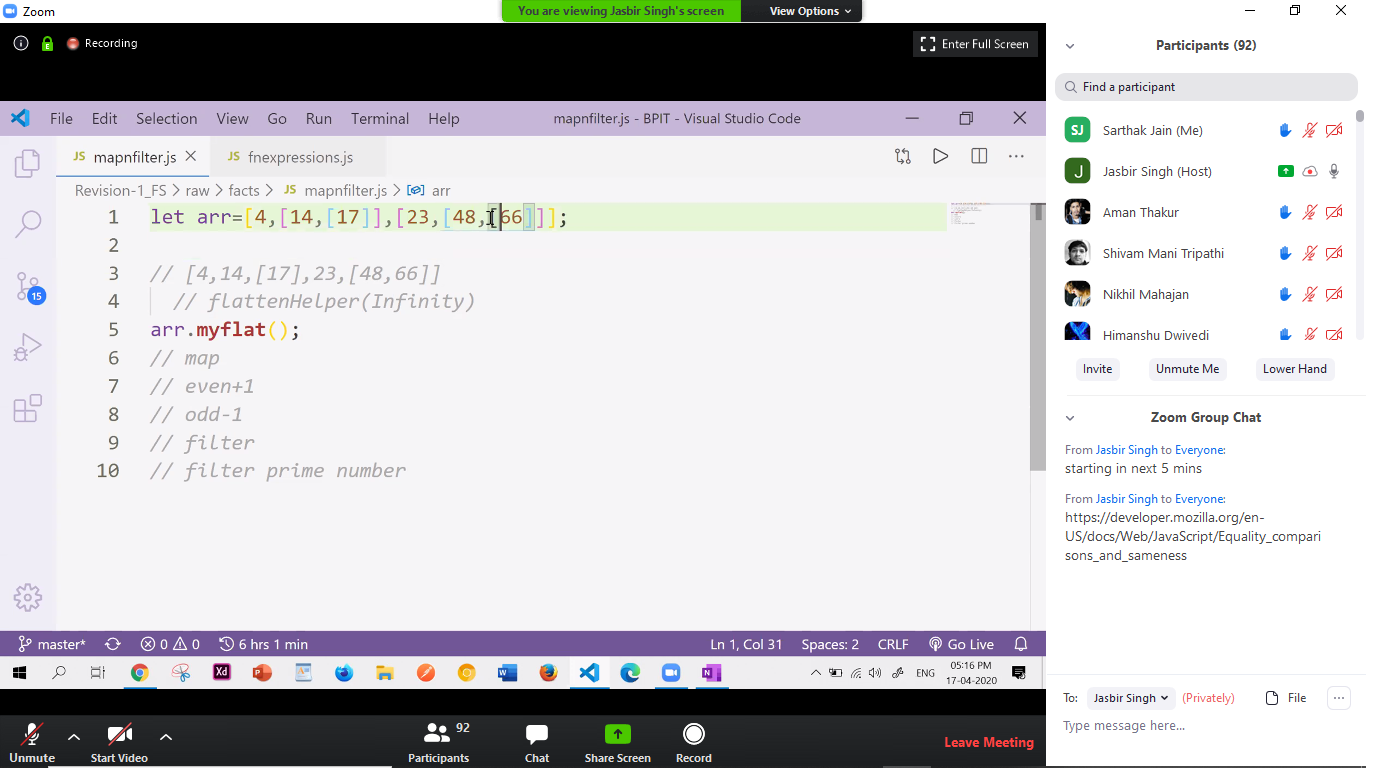 Zoom
You are viewing Jasbir Singh's screen
View Options
Recording
Enter Full Screen
File Edit Selection View Go Run Terminal Help
mapnfilter.js - BPIT - Visual Studio Code
JS mapnfilter.js
JS fnexpressions.js
Revision-1_FS > raw > facts > JS mapnfilter.js > arr
1 let arr=[4,[14,[17]],[23,[48,[66]]];
2
3 // [4,14,[17],23,[48,66]]
4 // flattenHelper(Infinity)
5 arr.myflat();
6 // map
7 // even+1
8 // odd-1
9 // filter
10 // filter prime number
15
master* 0 0 6 hrs 1 min
Ln 1, Col 31 Spaces: 2 CRLF Go Live
Xd
ENG
05:16 PM
17-04-2020
Unmute
Start Video
92
Participants
Chat
Share Screen
Record
Leave Meeting
Participants (92)
Find a participant
SJ Sarthak Jain (Me)
J Jasbir Singh (Host)
Aman Thakur
Shivam Mani Tripathi
Nikhil Mahajan
Himanshu Dwivedi
Invite
Unmute Me
Lower Hand
Zoom Group Chat
From Jasbir Singh to Everyone:
starting in next 5 mins
From Jasbir Singh to Everyone:
https://developer.mozilla.org/en-
US/docs/Web/JavaScript/Equality_compari
sons_and_sameness
To: Jasbir Singh (Privately) File
Type message here...